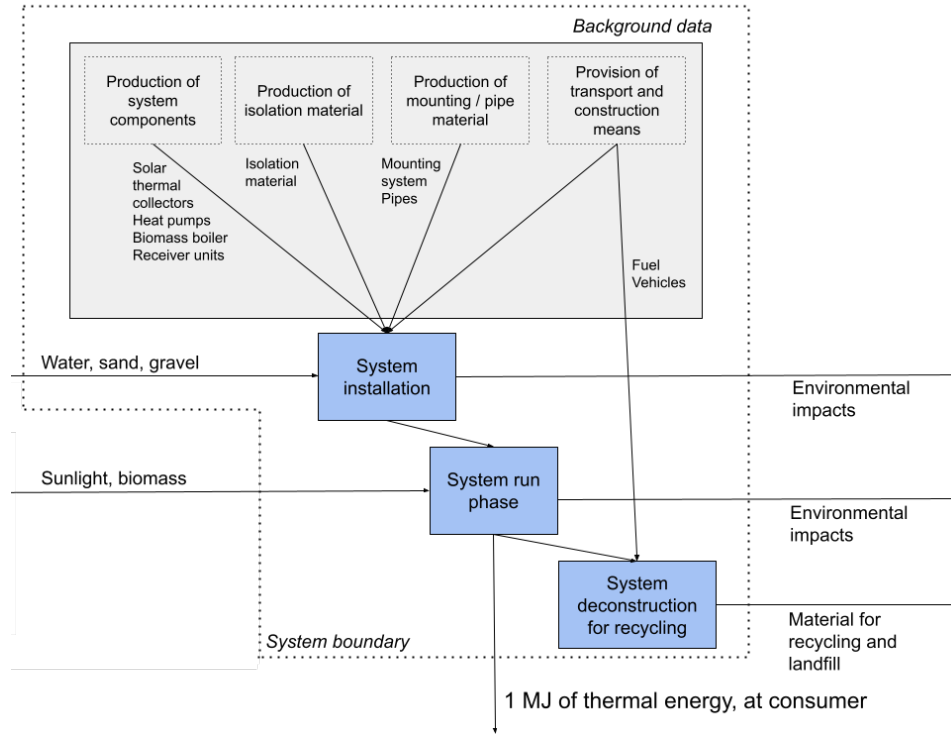 Background data
Production of
system
components
Production of
isolation material
Production of
mounting / pipe
material
Provision of
transport and
construction
means
Solar
thermal
collectors
Heat pumps
Biomass boiler
Receiver units
Isolation
material
Mounting
system
Pipes
Fuel
Vehicles
Water, sand, gravel
System
installation
Environmental
impacts
Sunlight, biomass
System run
phase
Environmental
impacts
System
deconstruction
for recycling
Material for
recycling and
landfill
System boundary
1 MJ of thermal energy, at consumer